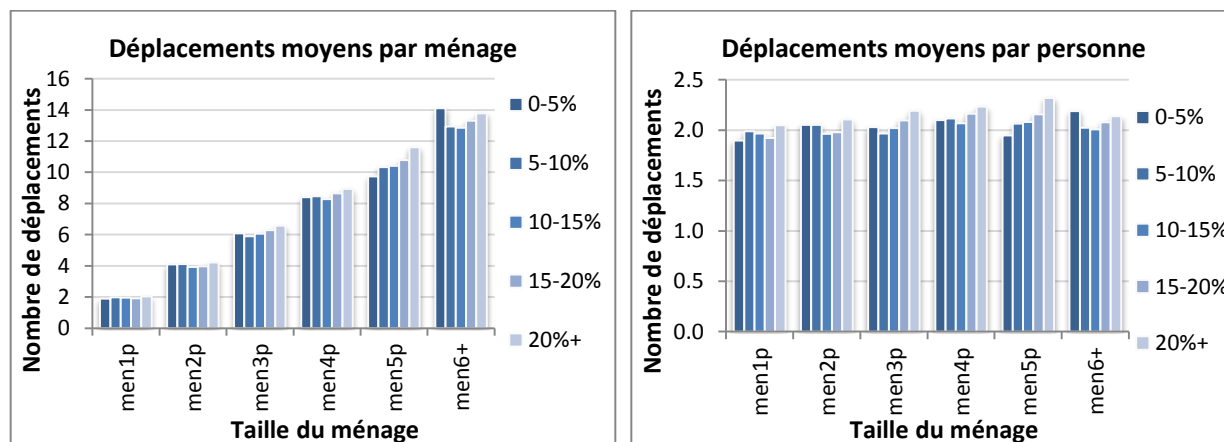 Déplacements moyens par ménage
Nombre de déplacements
16
14
12
10
8
6
4
2
0
men1p
men2p
men3p
men4p
men5p
men6+
Taille du ménage
0-5%
5-10%
10-15%
15-20%
20%+
Déplacements moyens par personne
Nombre de déplacements
2.5
2.0
1.5
1.0
0.5
0.0
men1p
men2p
men3p
men4p
men5p
men6+
Taille du ménage
0-5%
5-10%
10-15%
15-20%
20%+